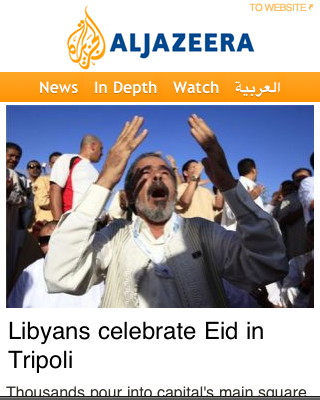 TO WEBSITE
ALJAZEERA
News In Depth Watch العربية
Libyans celebrate Eid in
Tripoli
Thousands pour into capital's main square